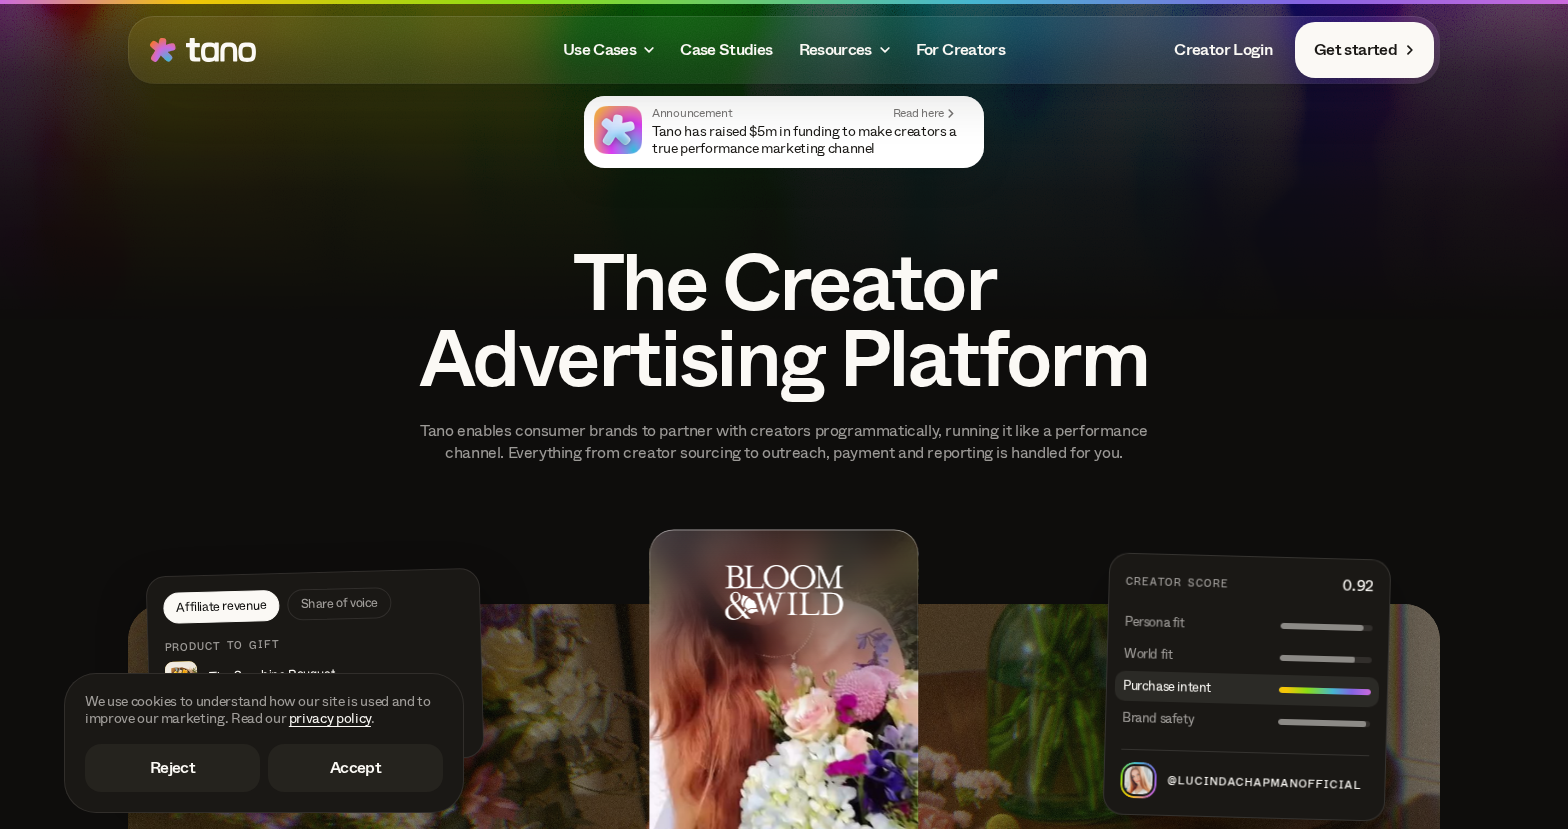 tano
Use Cases
Case Studies
Resources
For Creators
Creator Login
Get started
Announcement
Read here
Tano has raised $5m in funding to make creators a
true performance marketing channel
The Creator
Advertising Platform
Tano enables consumer brands to partner with creators programmatically, running it like a performance
channel. Everything from creator sourcing to outreach, payment and reporting is handled for you.
Affiliate revenue
Share of voice
PRODUCT TO GIFT
We use cookies to understand how our site is used and to
improve our marketing. Read our privacy policy.
Reject
Accept
BLOOM
&WILD
CREATOR SCORE
0.92
Persona fit
World fit
Purchase intent
Brand safety
@LUCINDACHAPMANOFFICIAL